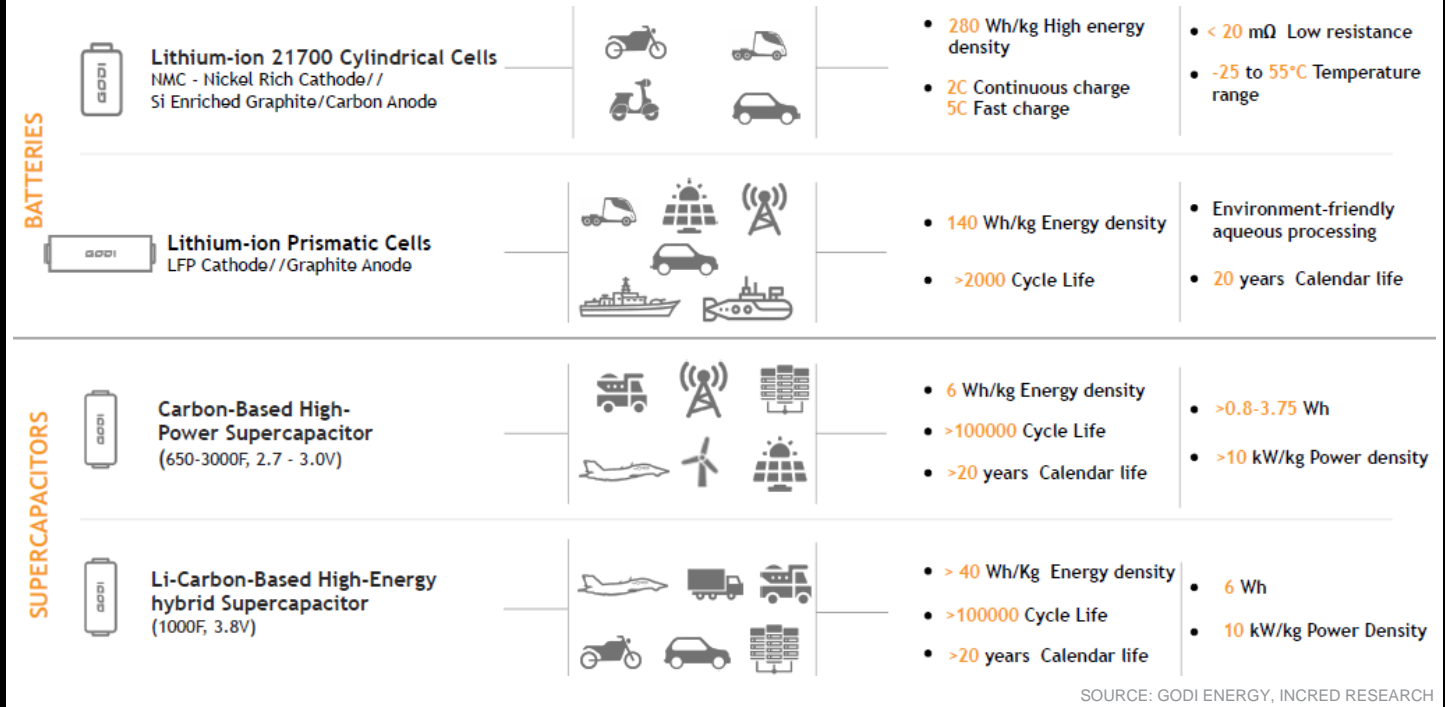 BATTERIES
GODI
Lithium-ion 21700 Cylindrical Cells
NMC - Nickel Rich Cathode//
Si Enriched Graphite/Carbon Anode
• 280 Wh/kg High energy
density
• 2C Continuous charge
5C Fast charge
• < 20 mΩ Low resistance
• -25 to 55°C Temperature
range
GODI
Lithium-ion Prismatic Cells
LFP Cathode//Graphite Anode
• 140 Wh/kg Energy density
• >2000 Cycle Life
• Environment-friendly
aqueous processing
• 20 years Calendar life
SUPERCAPACITORS
GODI
Carbon-Based High-
Power Supercapacitor
(650-3000F, 2.7 - 3.0V)
• 6 Wh/kg Energy density
• >100000 Cycle Life
• >20 years Calendar life
• >0.8-3.75 Wh
• >10 kW/kg Power density
GODI
Li-Carbon-Based High-Energy
hybrid Supercapacitor
(1000F, 3.8V)
• > 40 Wh/Kg Energy density
• >100000 Cycle Life
• >20 years Calendar life
• 6 Wh
• 10 kW/kg Power Density
SOURCE: GODI ENERGY, INCRED RESEARCH